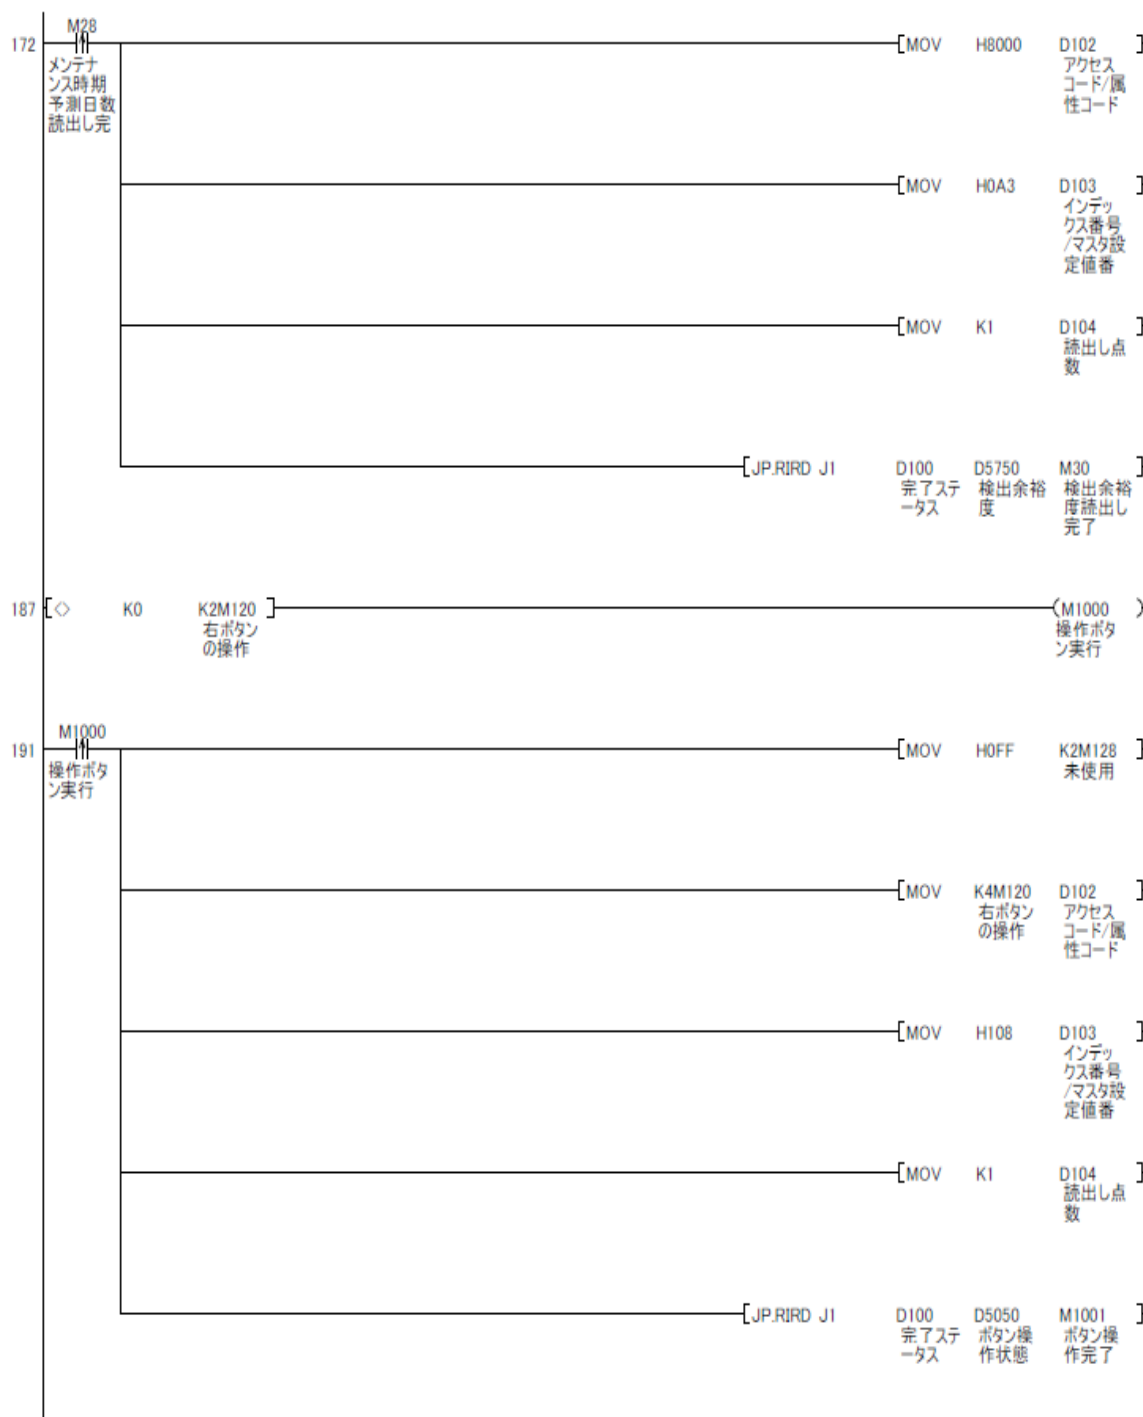 M28
172
MOV H8000 D102
メンテナ
ンス時期
予測日数
読出し完
アクセス
コード/属
性コード
MOV H0A3 D103
インデッ
クス番号
/マスタ設
定値番
MOV K1 D104
読出し点
数
JP.RIRD J1 D100 D5750 M30
完了ステ
ータス
検出余裕
度
検出余裕
度読出し
完了
187 <> K0 K2M120 M1000
右ボタン
の操作
操作ボタ
ン実行
M1000
191
MOV H0FF K2M128
操作ボタ
ン実行
未使用
MOV K4M120 D102
右ボタン
の操作
アクセス
コード/属
性コード
MOV H108 D103
インデッ
クス番号
/マスタ設
定値番
MOV K1 D104
読出し点
数
JP.RIRD J1 D100 D5050 M1001
完了ステ
ータス
ボタン操
作状態
ボタン操
作完了